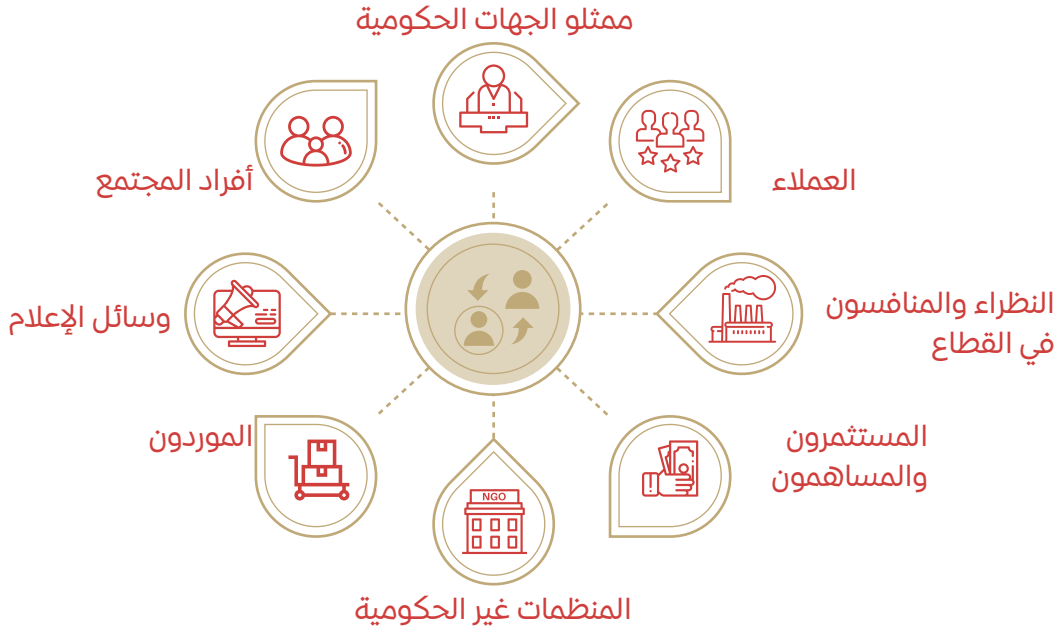 ممثلو الجهات الحكومية
العملاء
أفراد المجتمع
النظراء والمنافسون
في القطاع
وسائل الإعلام
المستثمرون
والمساهمون
الموردون
NGO
المنظمات غير الحكومية